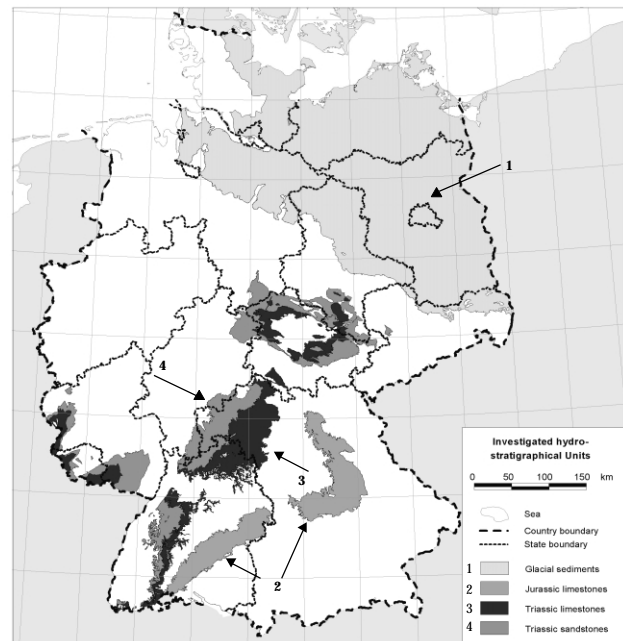 1
4
3
2
Investigated hydro-
stratigraphical Units
0 50 100 150 km
Sea
Country boundary
State boundary
1 Glacial sediments
2 Jurassic limestones
3 Triassic limestones
4 Triassic sandstones